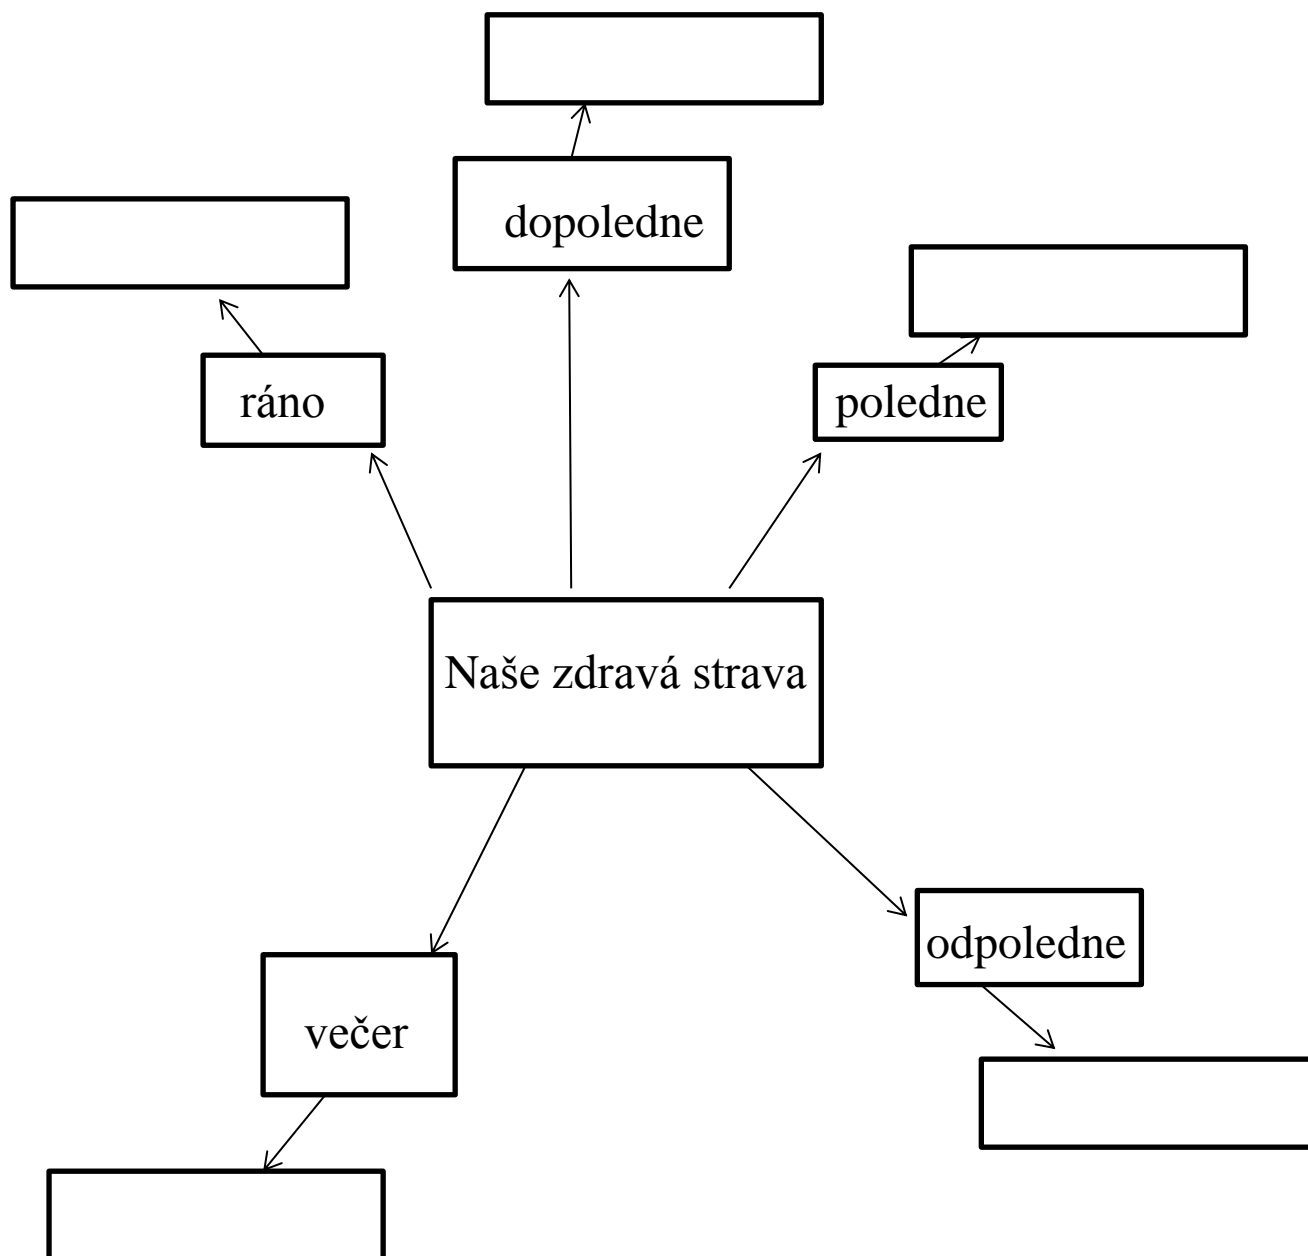 dopoledne
ráno
poledne
Naše zdravá strava
odpoledne
večer